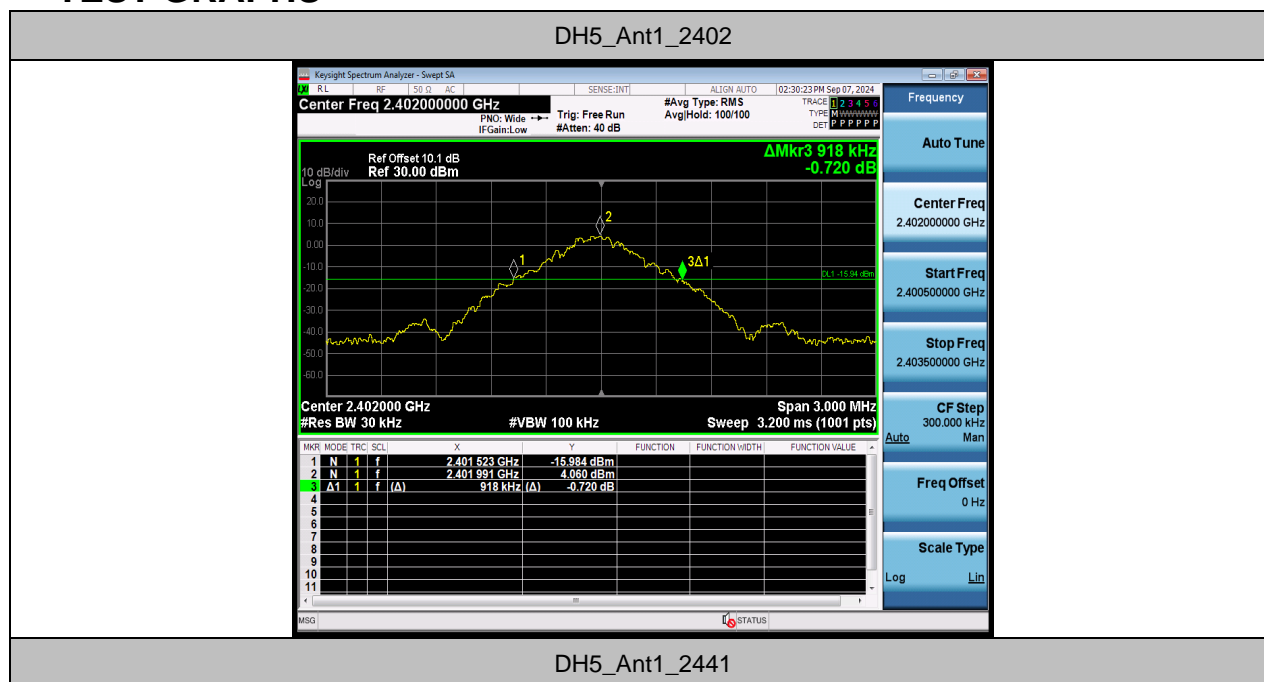 TEST GRAPHS
DH5_Ant1_2402
Keysight Spectrum Analyzer - Swept SA
LXI RL RF 50 Ω AC SENSE:INT ALIGN AUTO 02:30:23 PM Sep 07, 2024
Center Freq 2.402000000 GHz
PNO: Wide
IFGain:Low
Trig: Free Run
#Atten: 40 dB
#Avg Type: RMS
Avg|Hold: 100/100
TRACE 1 2 3 4 5 6
TYPE M W W W W W
DET P P P P P P
ΔMkr3 918 kHz
-0.720 dB
Ref Offset 10.1 dB
10 dB/div Ref 30.00 dBm
Log
20.0
10.0
0.00
-10.0
-20.0
-30.0
-40.0
-50.0
-60.0
1
2
3Δ1
DL1 -15.94 dBm
Center 2.402000 GHz Span 3.000 MHz
#Res BW 30 kHz #VBW 100 kHz Sweep 3.200 ms (1001 pts)
MKR MODE TRC SCL X Y FUNCTION FUNCTION WIDTH FUNCTION VALUE
1 N 1 f 2.401 523 GHz -15.984 dBm
2 N 1 f 2.401 991 GHz 4.060 dBm
3 Δ1 1 f (Δ) 918 kHz (Δ) -0.720 dB
4
5
6
7
8
9
10
11
MSG STATUS
Frequency
Auto Tune
Center Freq
2.402000000 GHz
Start Freq
2.400500000 GHz
Stop Freq
2.403500000 GHz
CF Step
300.000 kHz
Auto Man
Freq Offset
0 Hz
Scale Type
Log Lin
DH5_Ant1_2441